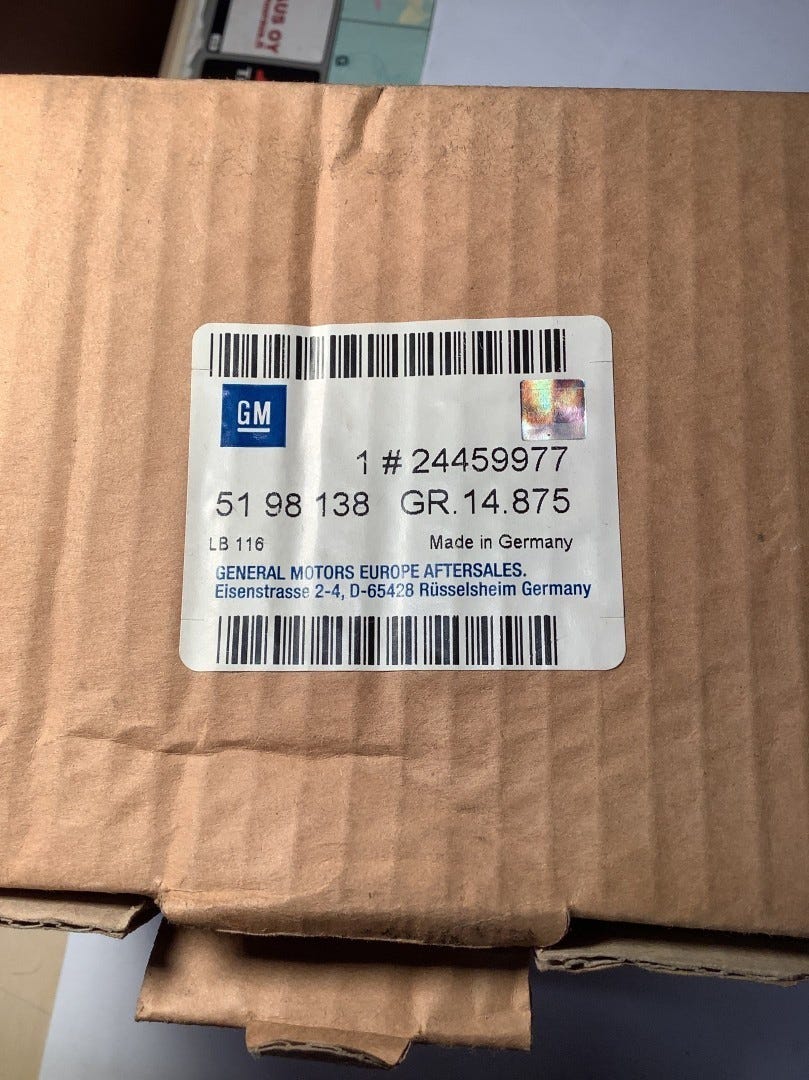 GM
1 # 24459977
51 98 138 GR.14.875
LB 116 Made in Germany
GENERAL MOTORS EUROPE AFTERSALES.
Eisenstrasse 2-4, D-65428 Rüsselsheim Germany